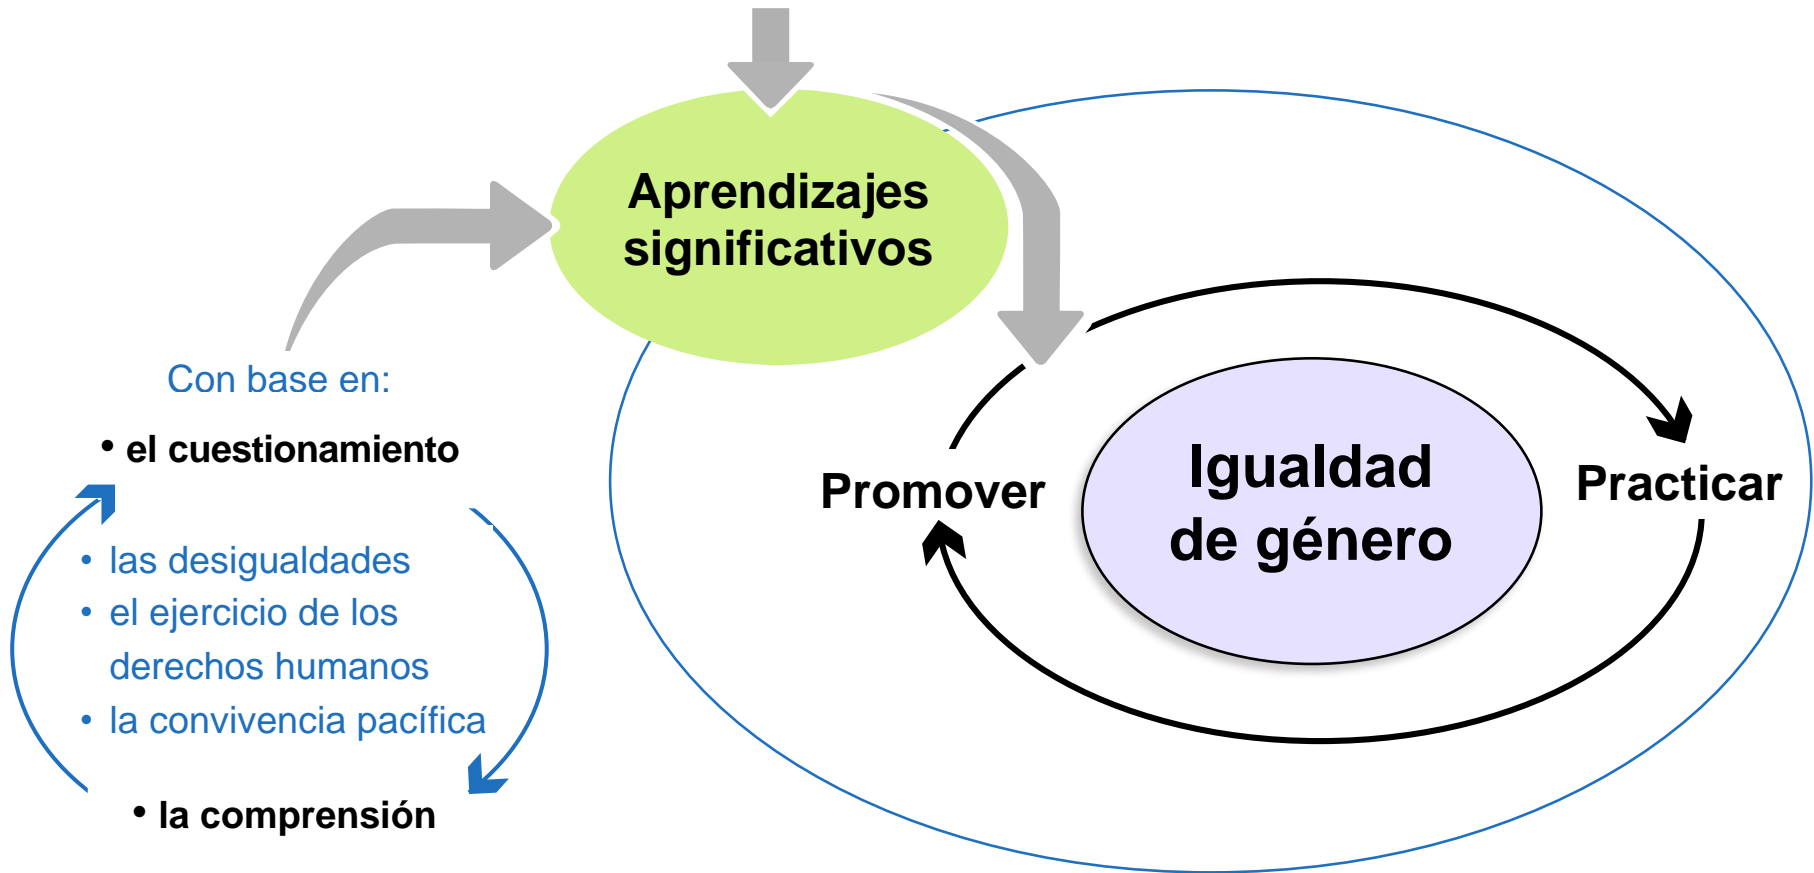 Aprendizajes
significativos
Con base en:
• el cuestionamiento
• las desigualdades
• el ejercicio de los
derechos humanos
• la convivencia pacífica
• la comprensión
Promover
Igualdad
de género
Practicar